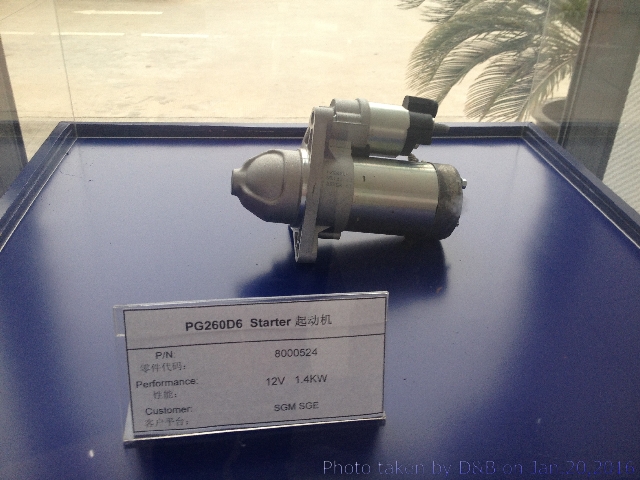 PG260D6 Starter 起动机
P/N: 8000524
零件代码：
Performance: 12V 1.4KW
性能：
Customer: SGM SGE
客户平台：
Photo taken by D&B on Jan 20 2016